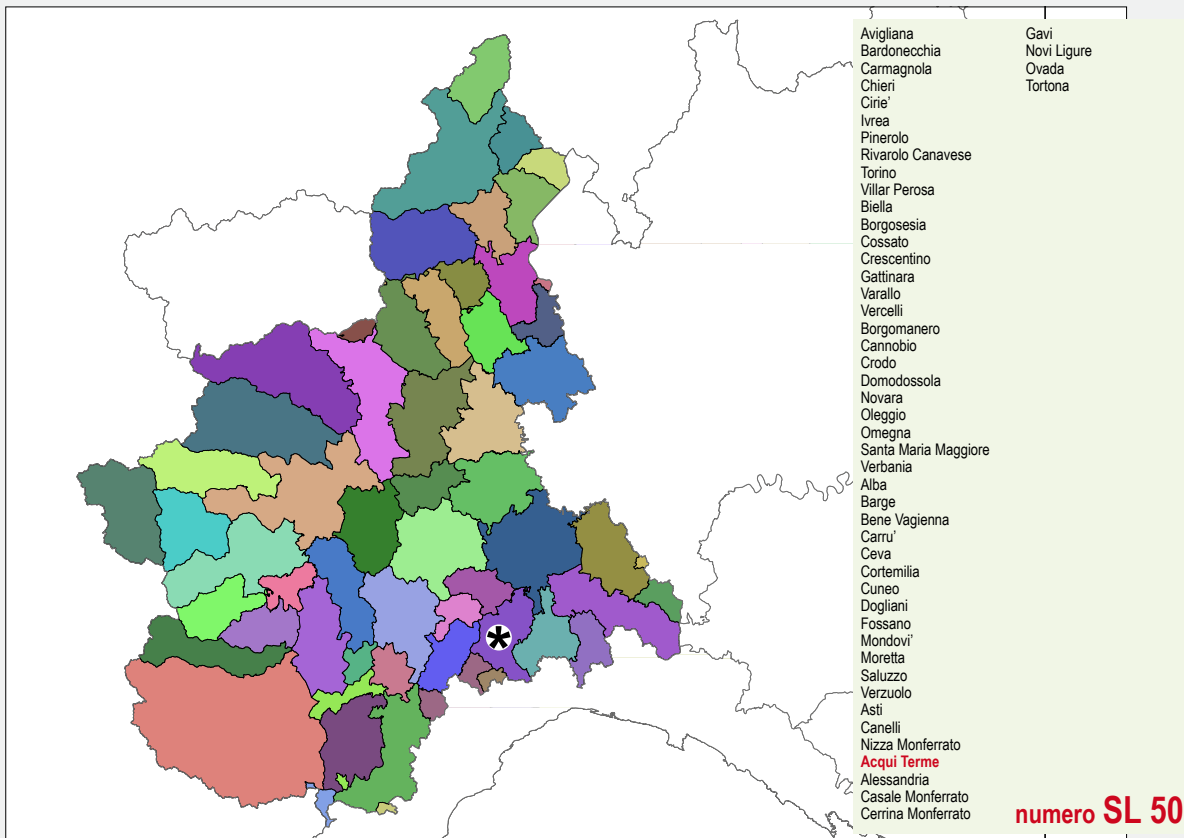 Avigliana
Bardonecchia
Carmagnola
Chieri
Cirie'
Ivrea
Pinerolo
Rivarolo Canavese
Torino
Villar Perosa
Biella
Borgosesia
Cossato
Crescentino
Gattinara
Varallo
Vercelli
Borgomanero
Cannobio
Crodo
Domodossola
Novara
Oleggio
Omegna
Santa Maria Maggiore
Verbania
Alba
Barge
Bene Vagienna
Carru'
Ceva
Cortemilia
Cuneo
Dogliani
Fossano
Mondovi'
Moretta
Saluzzo
Verzuolo
Asti
Canelli
Nizza Monferrato
Acqui Terme
Alessandria
Casale Monferrato
Cerrina Monferrato
Gavi
Novi Ligure
Ovada
Tortona
numero SL 50